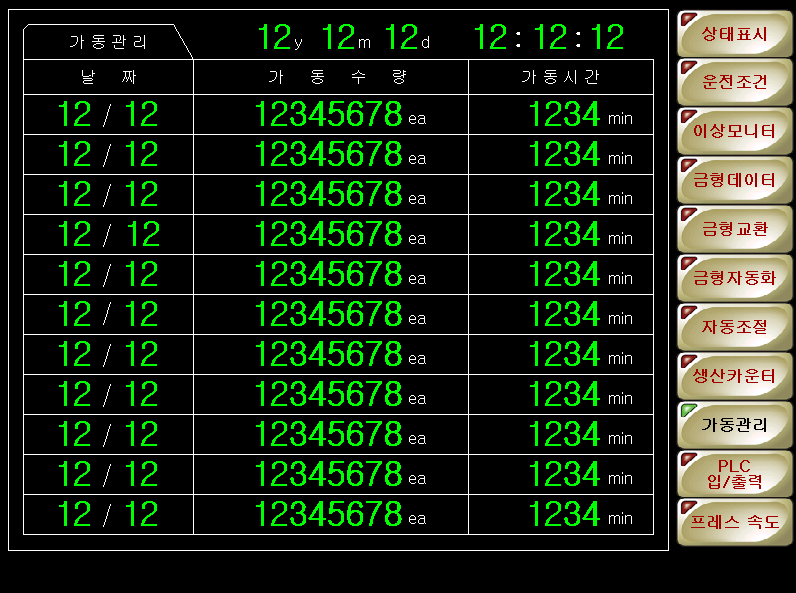 가동관리 12y 12m 12d 12:12:12
날 짜 가 동 수 량 가동시간
12 / 12 12345678 ea 1234 min
12 / 12 12345678 ea 1234 min
12 / 12 12345678 ea 1234 min
12 / 12 12345678 ea 1234 min
12 / 12 12345678 ea 1234 min
12 / 12 12345678 ea 1234 min
12 / 12 12345678 ea 1234 min
12 / 12 12345678 ea 1234 min
12 / 12 12345678 ea 1234 min
12 / 12 12345678 ea 1234 min
12 / 12 12345678 ea 1234 min
상태표시
운전조건
이상모니터
금형데이터
금형교환
금형자동화
자동조절
생산카운터
가동관리
PLC
입/출력
프레스 속도